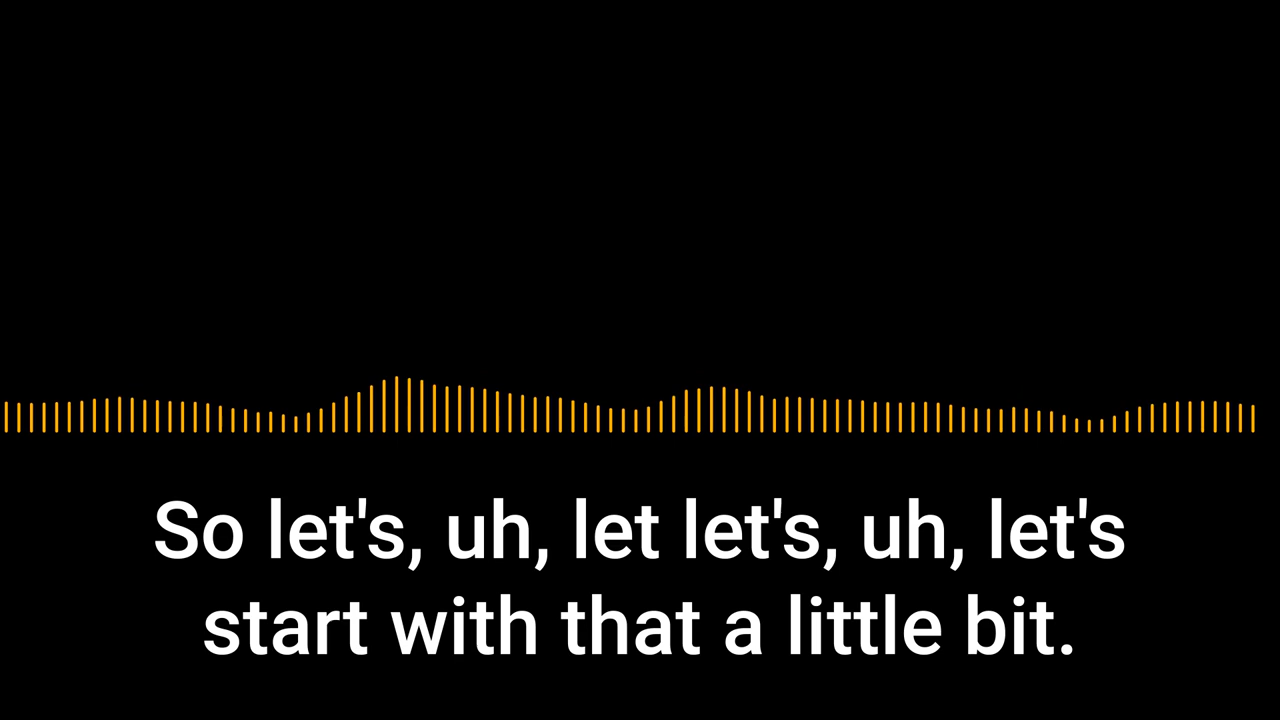 So let's, uh, let let's, uh, let's
start with that a little bit.